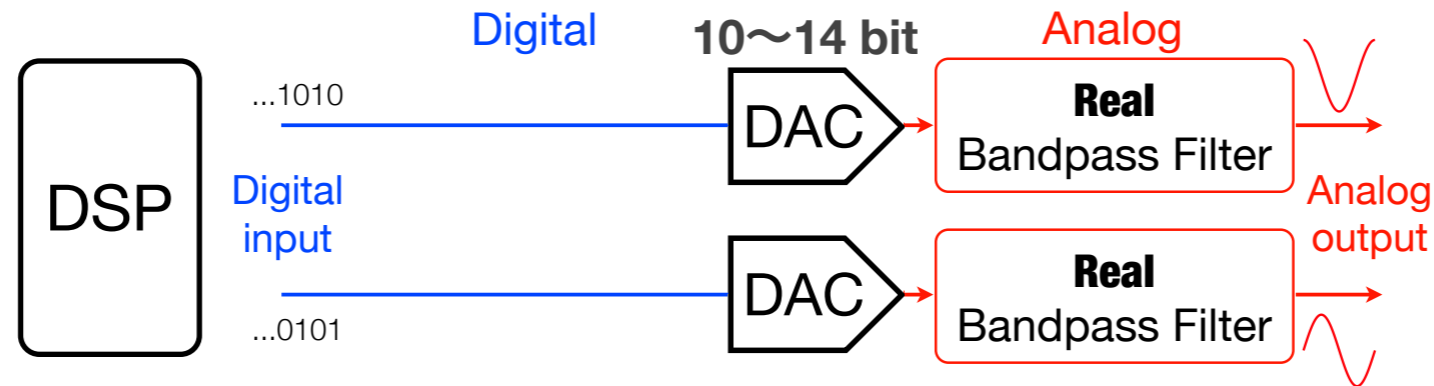 Digital
10～14 bit
Analog
...1010
DAC
Real
Bandpass Filter
DSP
Digital
input
Analog
output
DAC
Real
Bandpass Filter
...0101